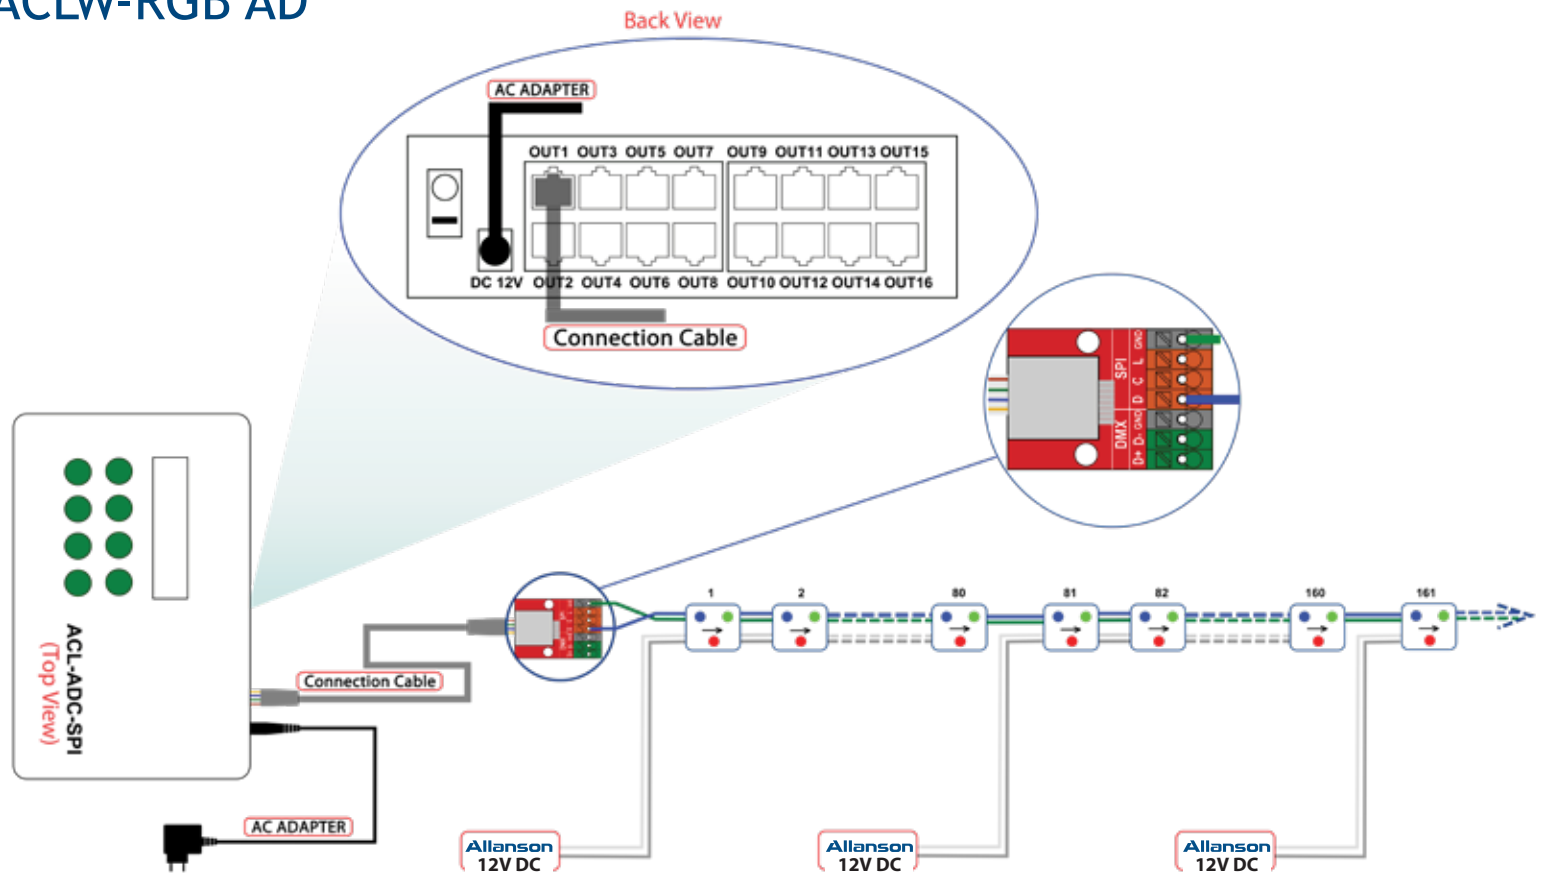 ACLW-RGB AD
Back View
AC ADAPTER
OUT1 OUT3 OUT5 OUT7 OUT9 OUT11 OUT13 OUT15
DC 12V OUT2 OUT4 OUT6 OUT8 OUT10 OUT12 OUT14 OUT16
Connection Cable
SPI
GND
L
C
D
DMX
GND
D-
D+
ACL-ADC-SPI
(Top View)
Connection Cable
AC ADAPTER
1 2 80 81 82 160 161
Allanson
12V DC
Allanson
12V DC
Allanson
12V DC